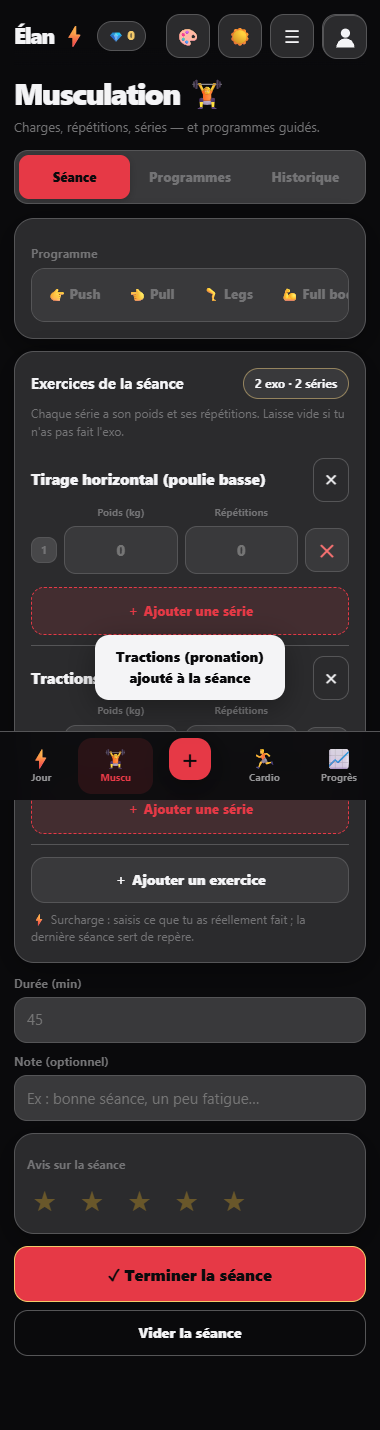 Élan ⚡ 💎 0 🎨 ☀️ ☰
Musculation 🏋️
Charges, répétitions, séries — et programmes guidés.
Séance Programmes Historique
Programme
👉 Push 👈 Pull 🦵 Legs 💪 Full bo
Exercices de la séance 2 exo · 2 séries
Chaque série a son poids et ses répétitions. Laisse vide si tu
n'as pas fait l'exo.
Tirage horizontal (poulie basse) ✕
Poids (kg) Répétitions
1 0 0 ✕
+ Ajouter une série
Tractions (pronation)
ajouté à la séance
Tractions ✕
Poids (kg) Répétitions
⚡ 🏋️ + 🏃 📈
Jour Muscu Cardio Progrès
+ Ajouter une série
+ Ajouter un exercice
⚡ Surcharge : saisis ce que tu as réellement fait ; la
dernière séance sert de repère.
Durée (min)
45
Note (optionnel)
Ex : bonne séance, un peu fatigue…
Avis sur la séance
★ ★ ★ ★ ★
✓ Terminer la séance
Vider la séance